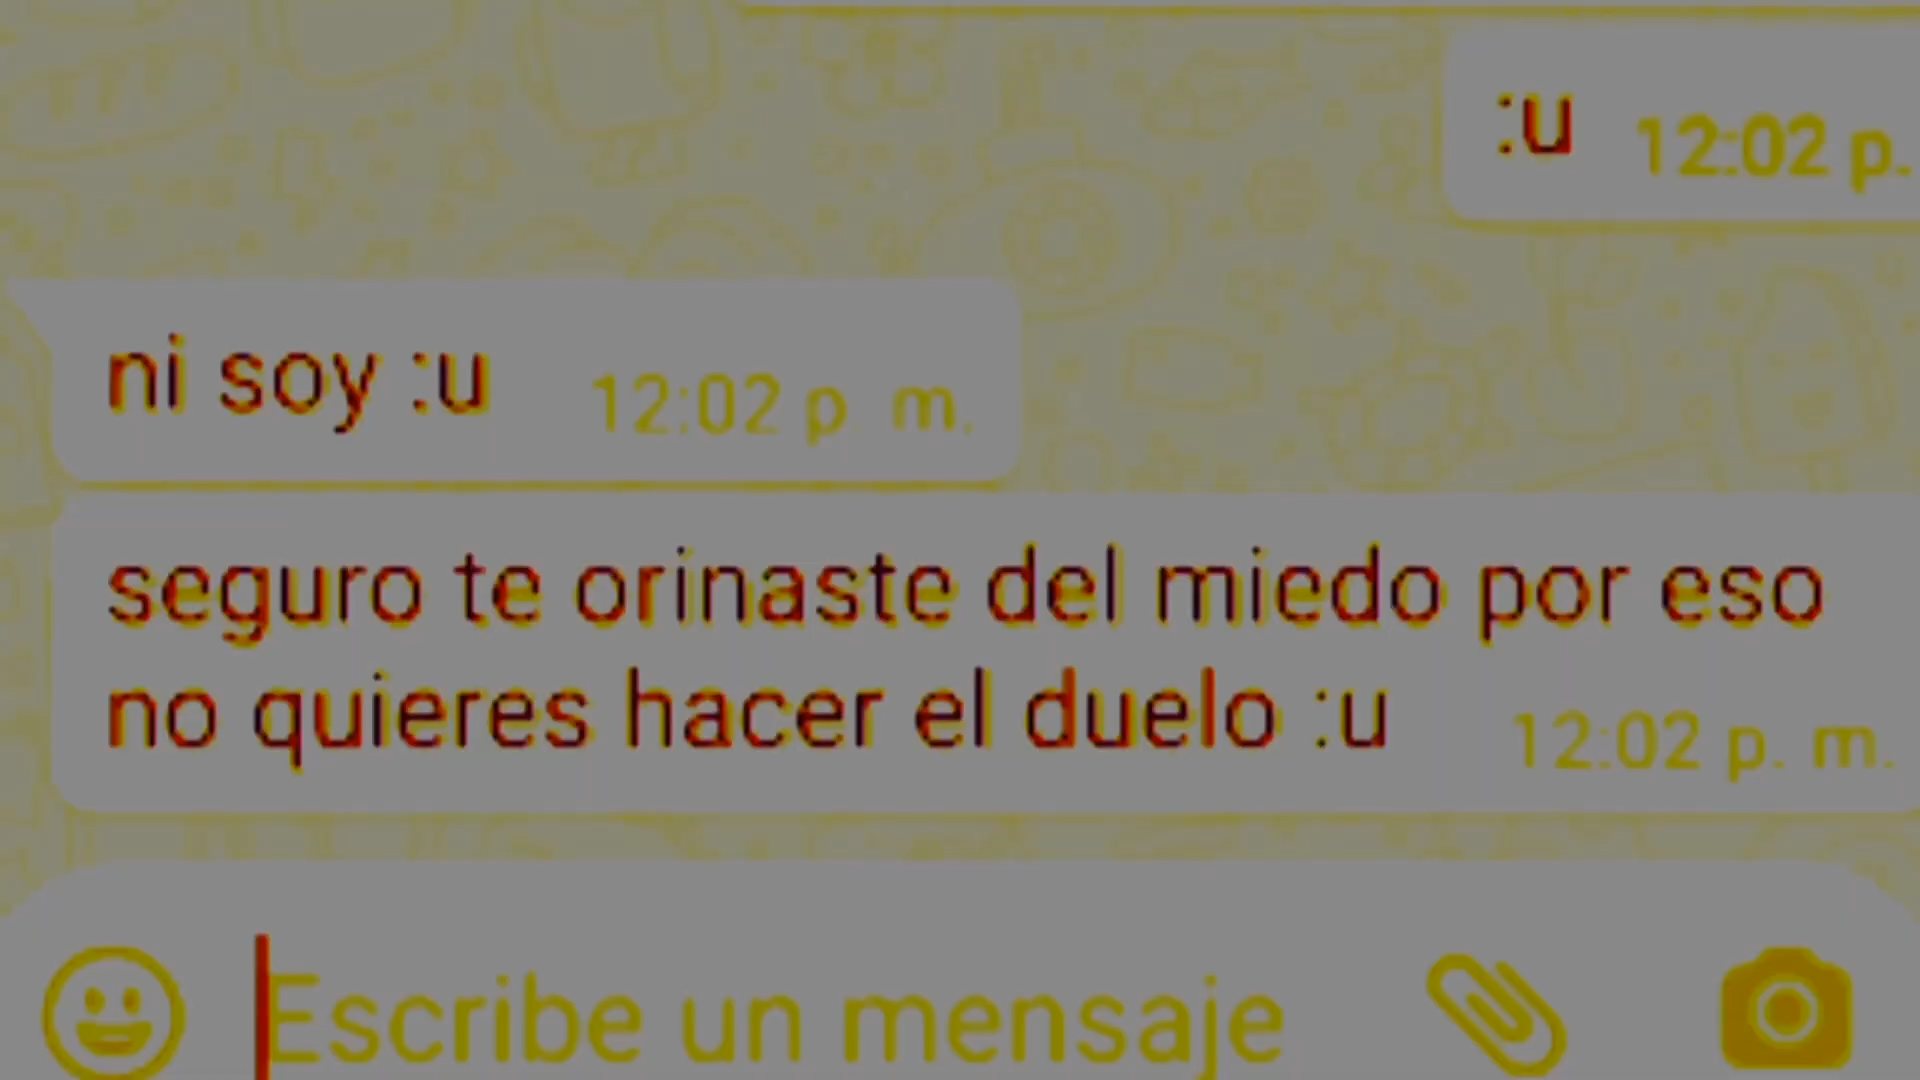 :u 12:02 p.
ni soy :u 12:02 p. m.
seguro te orinaste del miedo por eso
no quieres hacer el duelo :u 12:02 p. m.
Escribe un mensaje